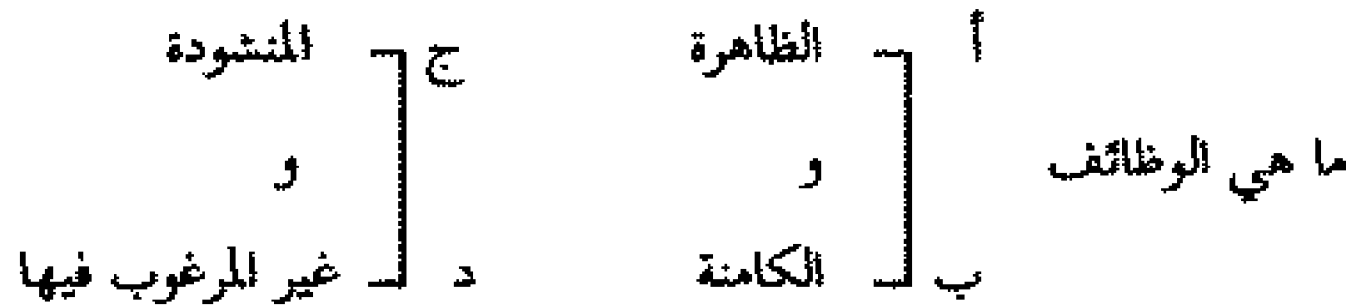 أ الظاهرة ج المنشودة
ما هي الوظائف و و
ب الكامنة د غير المرغوب فيها